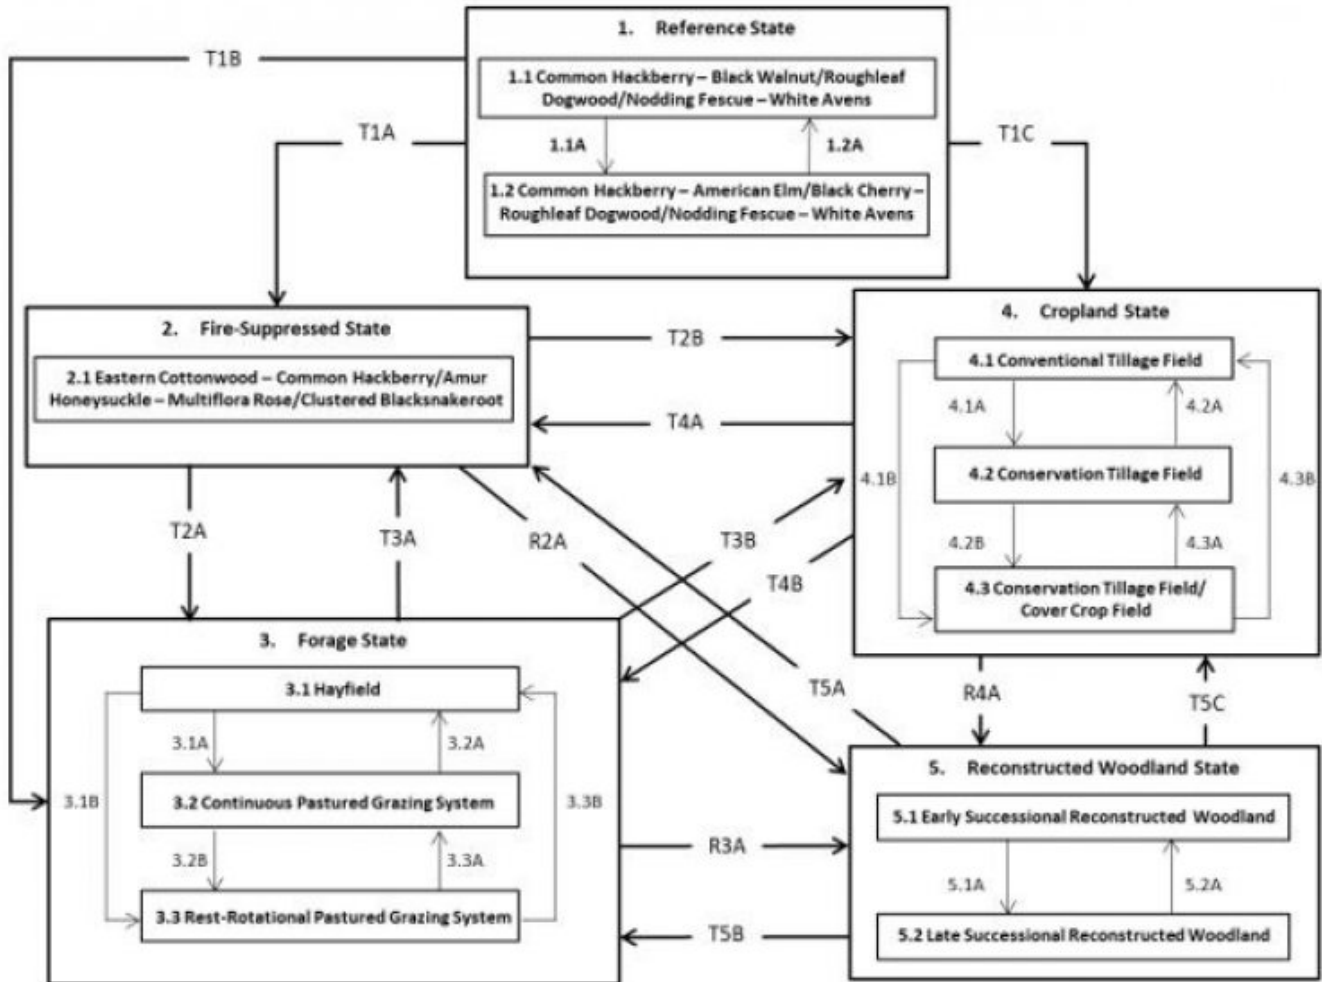 1. Reference State
T1B
1.1 Common Hackberry – Black Walnut/Roughleaf
Dogwood/Nodding Fescue – White Avens
T1A
T1C
1.1A
1.2A
1.2 Common Hackberry – American Elm/Black Cherry –
Roughleaf Dogwood/Nodding Fescue – White Avens
2. Fire-Suppressed State
2.1 Eastern Cottonwood – Common Hackberry/Amur
Honeysuckle – Multiflora Rose/Clustered Blacksnakeroot
T2B
T4A
4. Cropland State
4.1 Conventional Tillage Field
4.1A
4.2A
4.2 Conservation Tillage Field
4.1B
4.3B
4.2B
4.3A
4.3 Conservation Tillage Field/
Cover Crop Field
T2A
T3A
R2A
T3B
T4B
T5A
R4A
T5C
3. Forage State
3.1 Hayfield
3.1A
3.2A
3.2 Continuous Pastured Grazing System
3.1B
3.3B
3.2B
3.3A
3.3 Rest-Rotational Pastured Grazing System
R3A
T5B
5. Reconstructed Woodland State
5.1 Early Successional Reconstructed Woodland
5.1A
5.2A
5.2 Late Successional Reconstructed Woodland